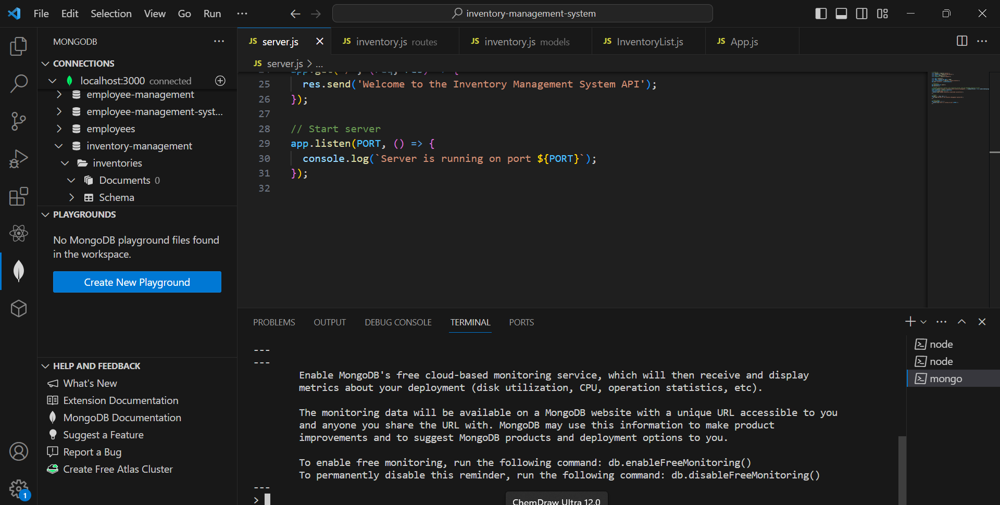 File Edit Selection View Go Run ···
inventory-management-system
MONGODB
CONNECTIONS
localhost:3000 connected
employee-management
employee-management-syst...
employees
inventory-management
inventories
Documents 0
Schema
PLAYGROUNDS
No MongoDB playground files found
in the workspace.
Create New Playground
HELP AND FEEDBACK
What's New
Extension Documentation
MongoDB Documentation
Suggest a Feature
Report a Bug
Create Free Atlas Cluster
1
JS server.js
JS inventory.js routes
JS inventory.js models
JS InventoryList.js
JS App.js
JS server.js > ...
25 res.send('Welcome to the Inventory Management System API');
26 });
27
28 // Start server
29 app.listen(PORT, () => {
30 console.log(`Server is running on port ${PORT}`);
31 });
32
PROBLEMS OUTPUT DEBUG CONSOLE TERMINAL PORTS
---
---
Enable MongoDB's free cloud-based monitoring service, which will then receive and display
metrics about your deployment (disk utilization, CPU, operation statistics, etc).
The monitoring data will be available on a MongoDB website with a unique URL accessible to you
and anyone you share the URL with. MongoDB may use this information to make product
improvements and to suggest MongoDB products and deployment options to you.
To enable free monitoring, run the following command: db.enableFreeMonitoring()
To permanently disable this reminder, run the following command: db.disableFreeMonitoring()
---
>
node
node
mongo
ChemDraw Ultra 12.0